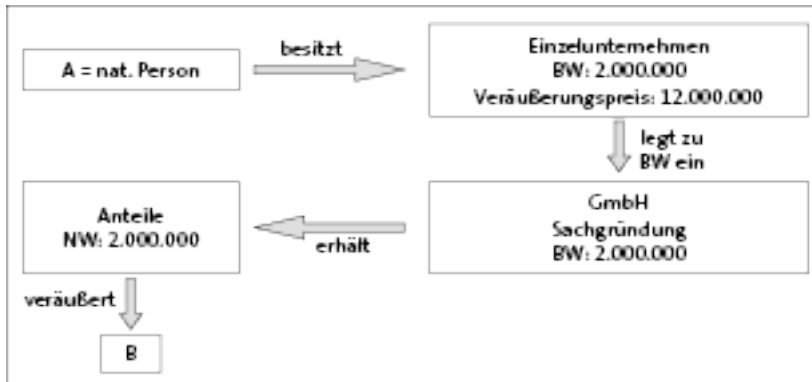 A = nat. Person
besitzt
Einzelunternehmen
BW: 2.000.000
Veräußerungspreis: 12.000.000
legt zu
BW ein
GmbH
Sachgründung
BW: 2.000.000
erhält
Anteile
NW: 2.000.000
veräußert
B